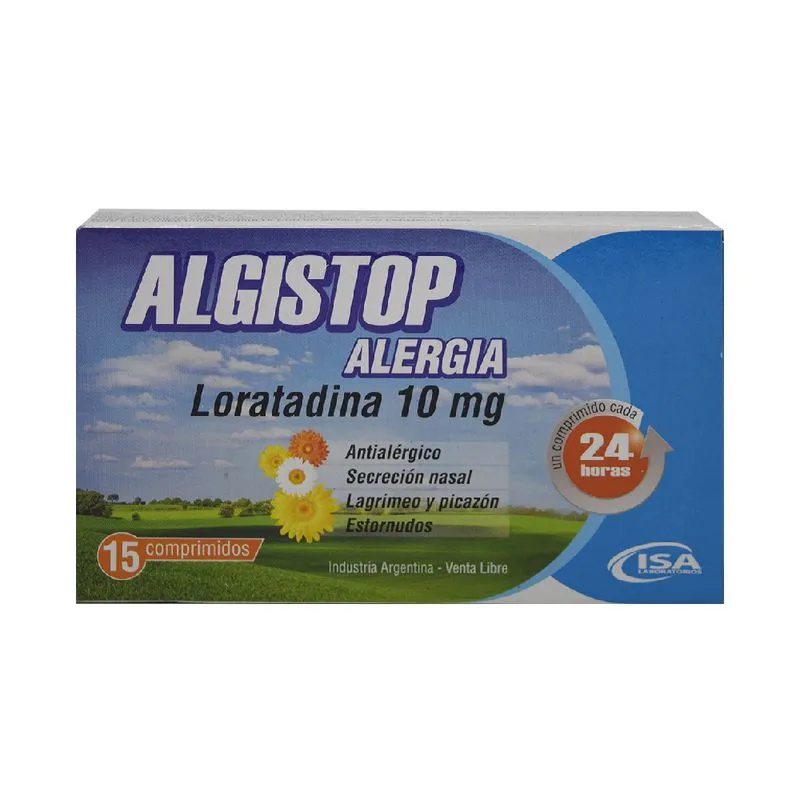 ALGISTOP
ALERGIA
Loratadina 10 mg
Antialérgico
Secreción nasal
Lagrimeo y picazón
Estornudos
un comprimido cada
24
horas
15 comprimidos
Industria Argentina - Venta Libre
ISA
LABORATORIOS